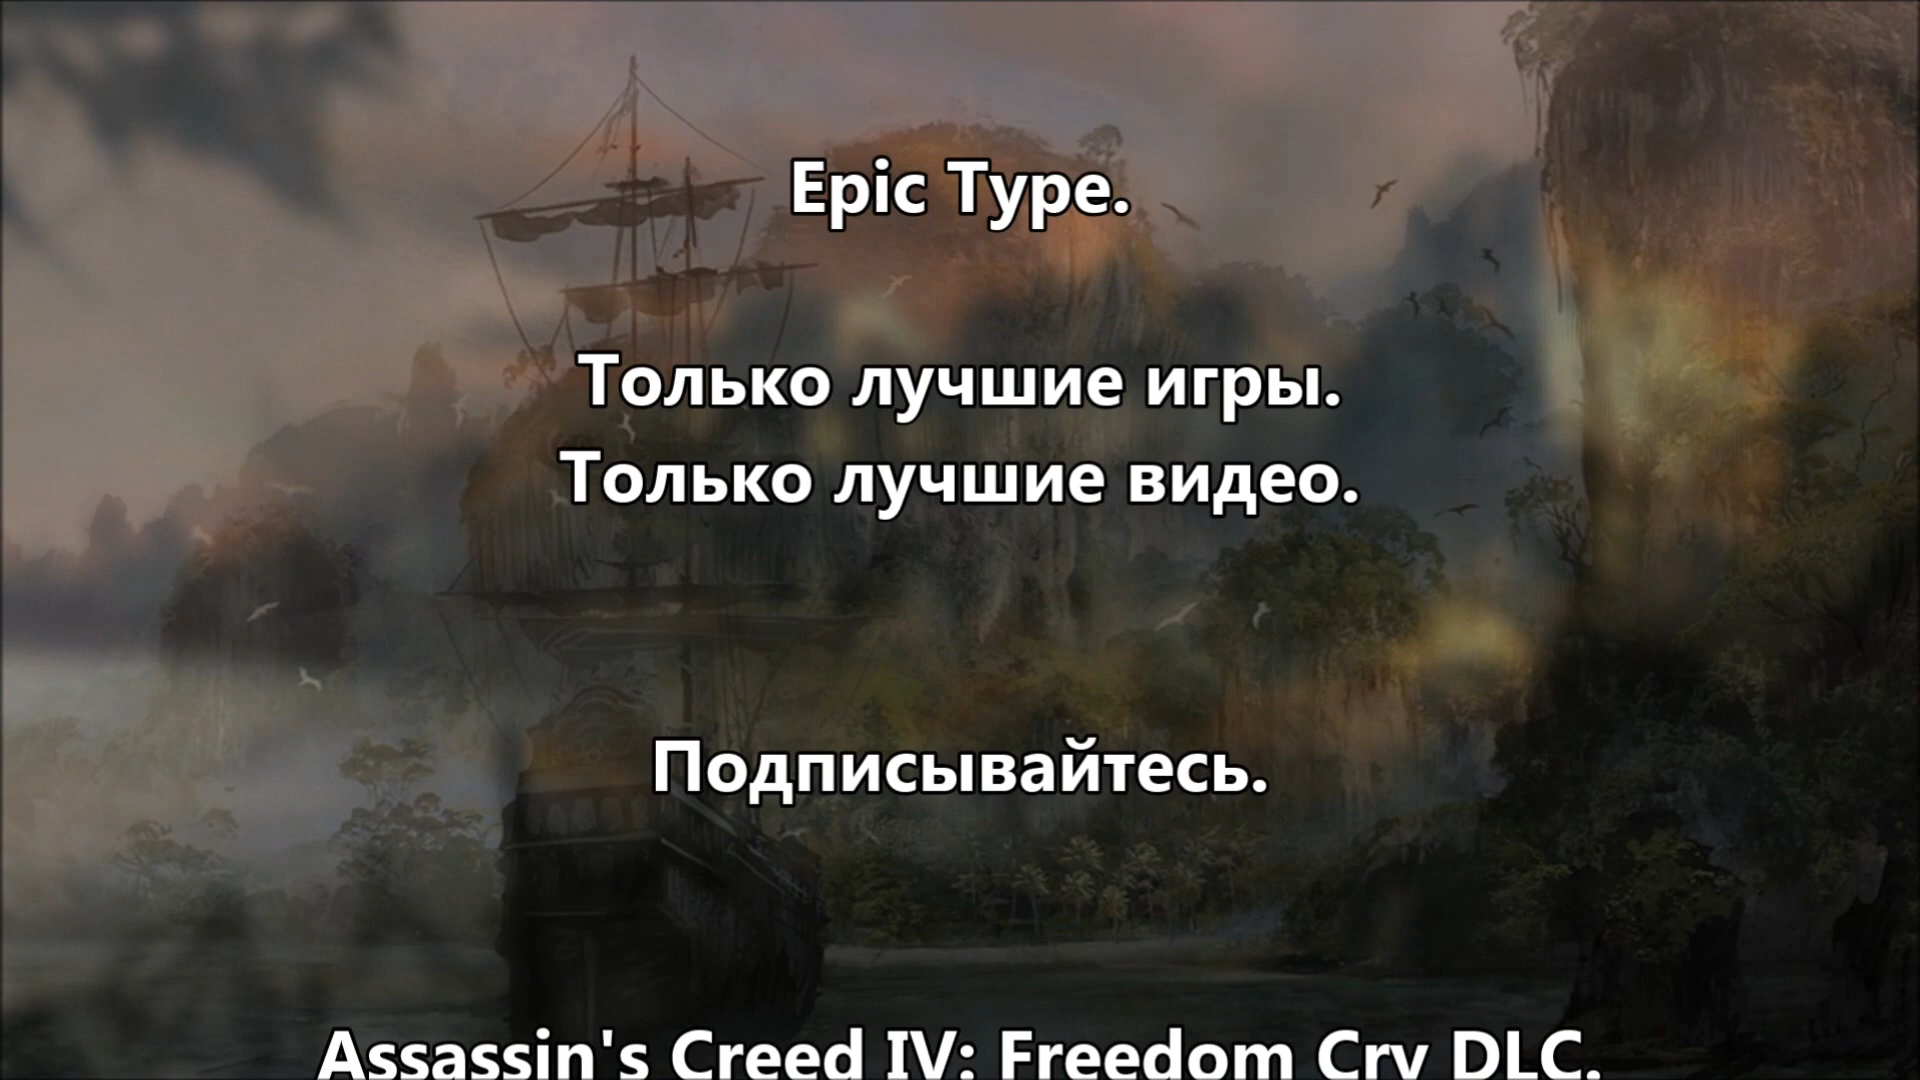 Epic Type.
Только лучшие игры.
Только лучшие видео.
Подписывайтесь.
Assassin's Creed IV: Freedom Cry DLC.